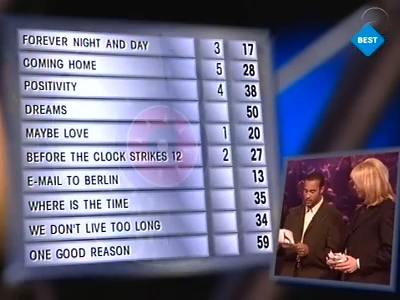 BEST
FOREVER NIGHT AND DAY 3 17
COMING HOME 5 28
POSITIVITY 4 38
DREAMS 50
MAYBE LOVE 1 20
BEFORE THE CLOCK STRIKES 12 2 27
E-MAIL TO BERLIN 13
WHERE IS THE TIME 35
WE DON'T LIVE TOO LONG 34
ONE GOOD REASON 59